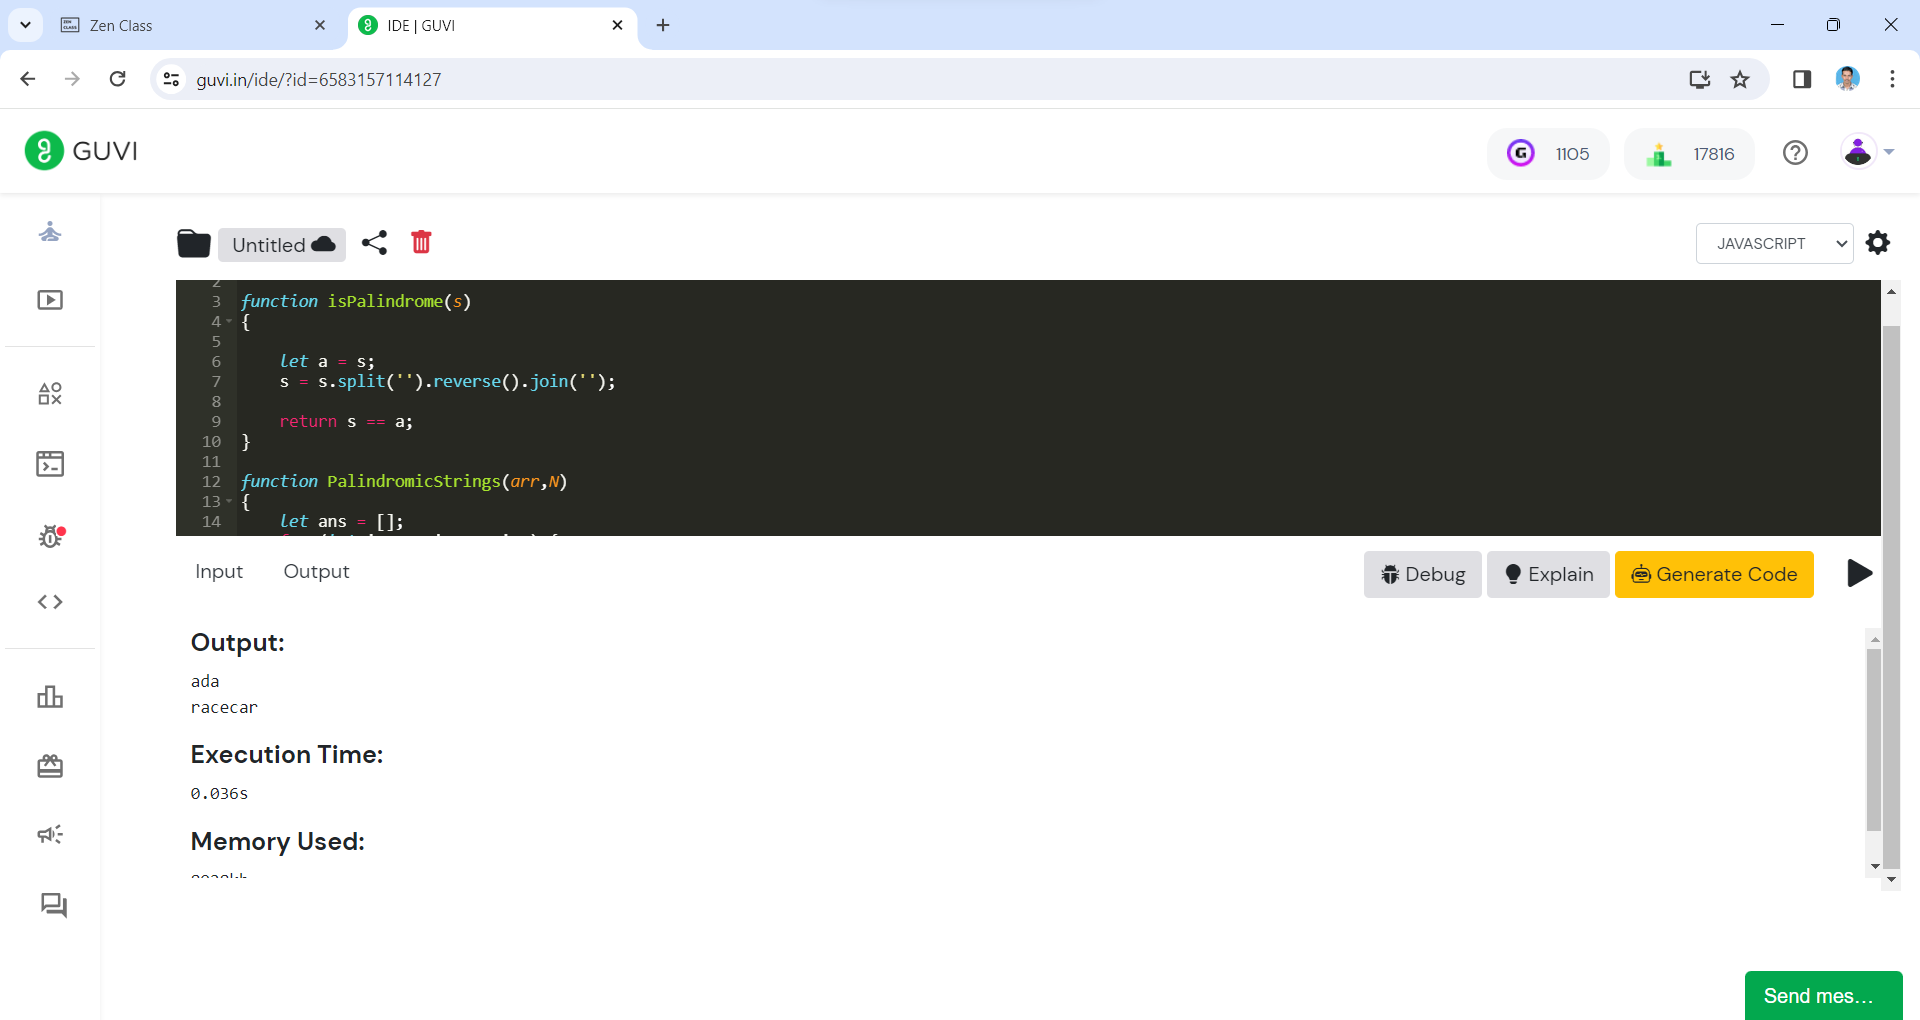 Zen Class
IDE | GUVI
guvi.in/ide/?id=6583157114127
GUVI
1105
17816
Untitled
JAVASCRIPT
2
3 function isPalindrome(s)
4 {
5
6 let a = s;
7 s = s.split('').reverse().join('');
8
9 return s == a;
10 }
11
12 function PalindromicStrings(arr,N)
13 {
14 let ans = [];
Input
Output
Debug
Explain
Generate Code
Output:
ada
racecar
Execution Time:
0.036s
Memory Used:
Send mes...